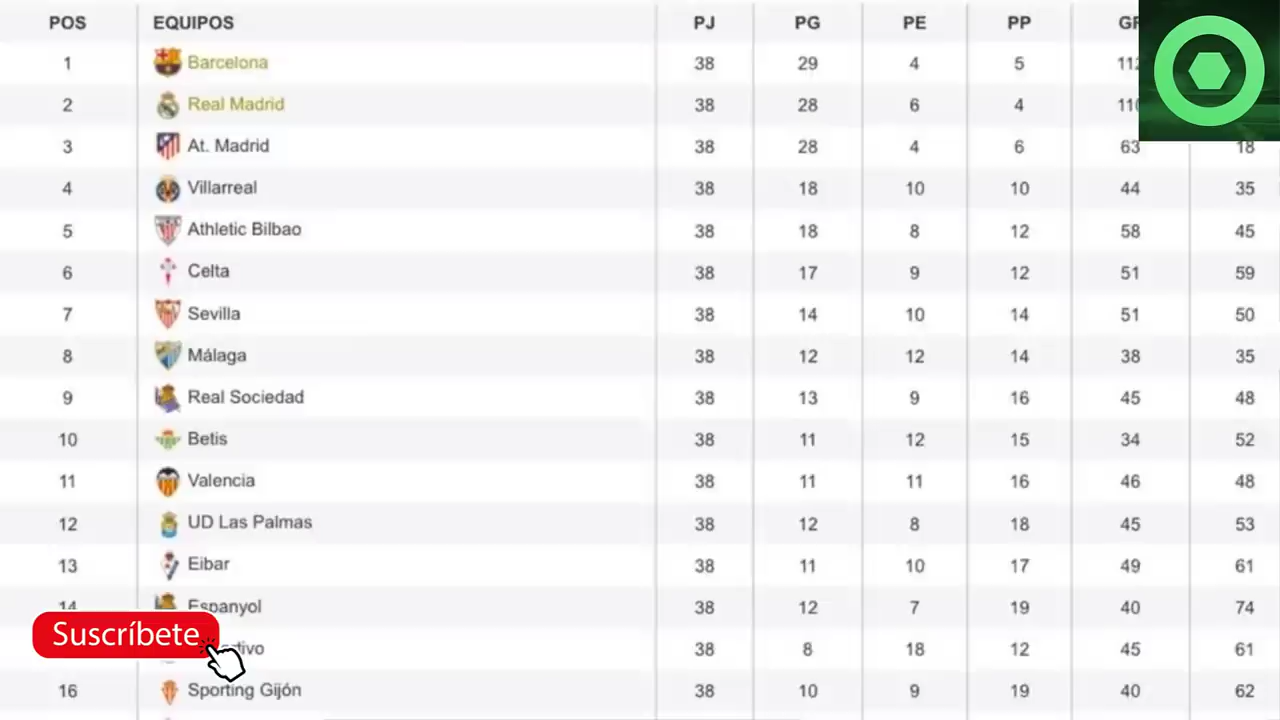 POS EQUIPOS PJ PG PE PP
1 Barcelona 38 29 4 5
2 Real Madrid 38 28 6 4
3 At. Madrid 38 28 4 6 63 18
4 Villarreal 38 18 10 10 44 35
5 Athletic Bilbao 38 18 8 12 58 45
6 Celta 38 17 9 12 51 59
7 Sevilla 38 14 10 14 51 50
8 Málaga 38 12 12 14 38 35
9 Real Sociedad 38 13 9 16 45 48
10 Betis 38 11 12 15 34 52
11 Valencia 38 11 11 16 46 48
12 UD Las Palmas 38 12 8 18 45 53
13 Eibar 38 11 10 17 49 61
14 Espanyol 38 12 7 19 40 74
Suscríbete
38 8 18 12 45 61
16 Sporting Gijón 38 10 9 19 40 62